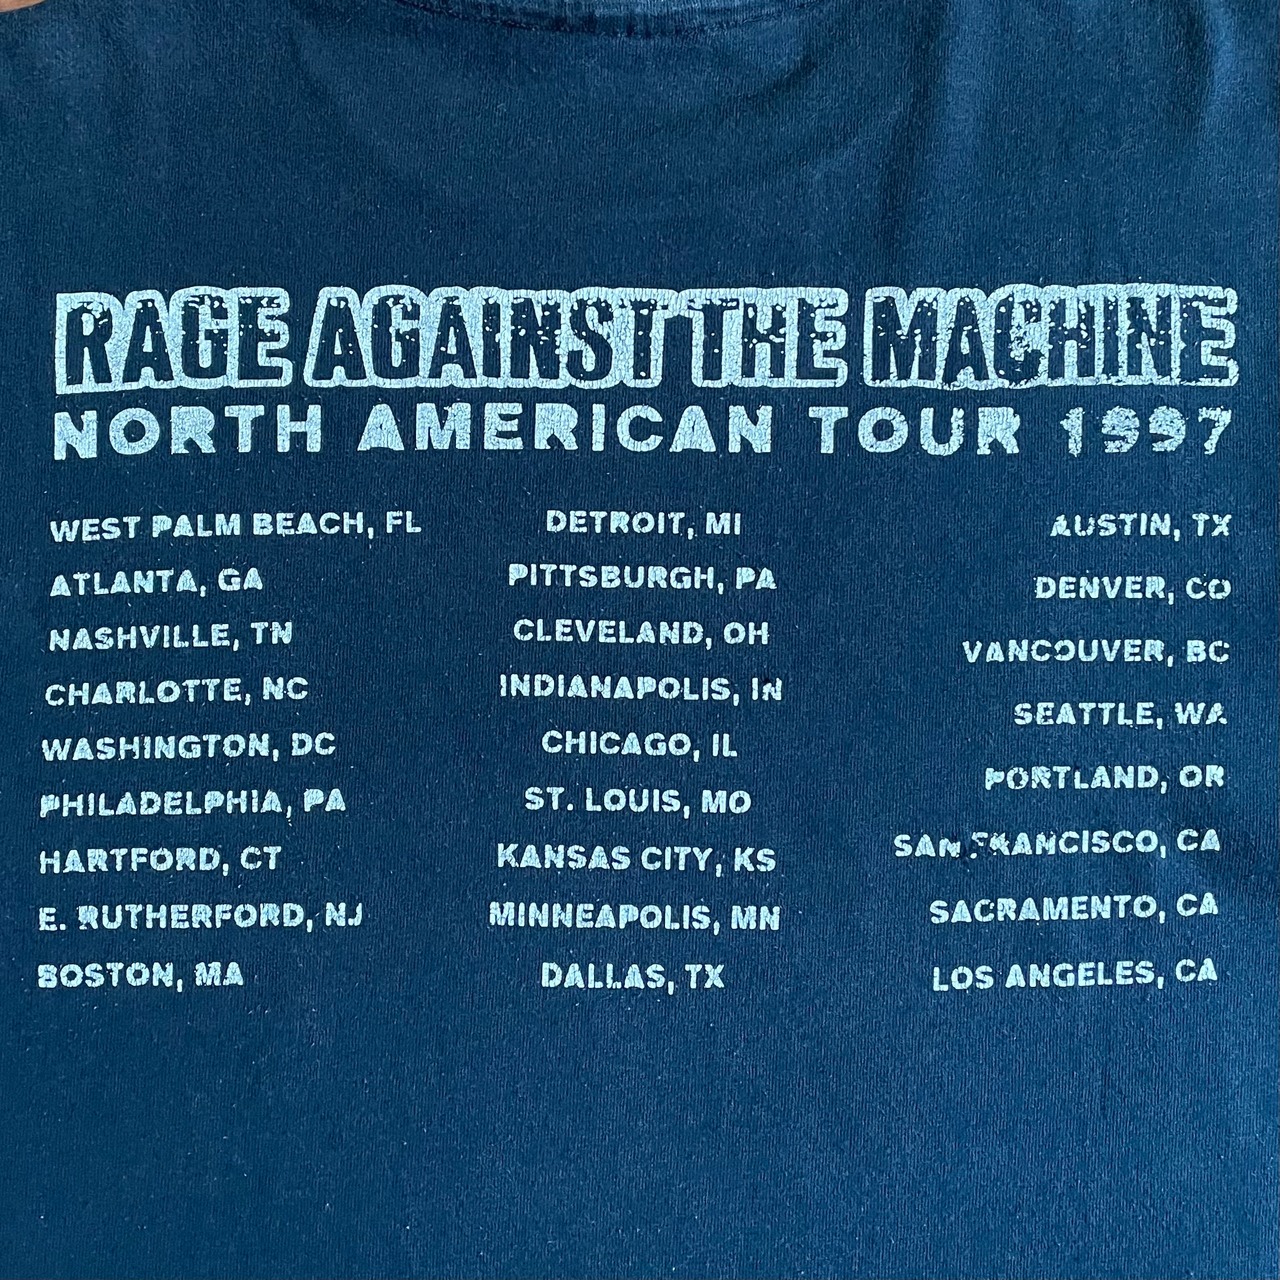 RAGE AGAINST THE MACHINE
NORTH AMERICAN TOUR 1997
WEST PALM BEACH, FL
ATLANTA, GA
NASHVILLE, TN
CHARLOTTE, NC
WASHINGTON, DC
PHILADELPHIA, PA
HARTFORD, CT
E. RUTHERFORD, NJ
BOSTON, MA
DETROIT, MI
PITTSBURGH, PA
CLEVELAND, OH
INDIANAPOLIS, IN
CHICAGO, IL
ST. LOUIS, MO
KANSAS CITY, KS
MINNEAPOLIS, MN
DALLAS, TX
AUSTIN, TX
DENVER, CO
VANCOUVER, BC
SEATTLE, WA
PORTLAND, OR
SAN FRANCISCO, CA
SACRAMENTO, CA
LOS ANGELES, CA